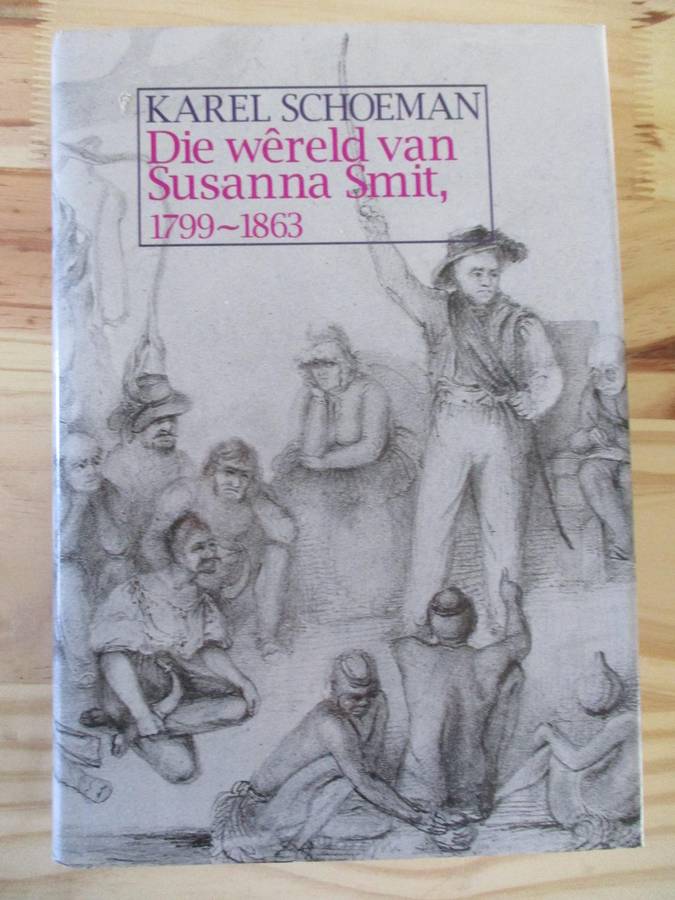 KAREL SCHOEMAN
Die wêreld van
Susanna Smit,
1799~1863